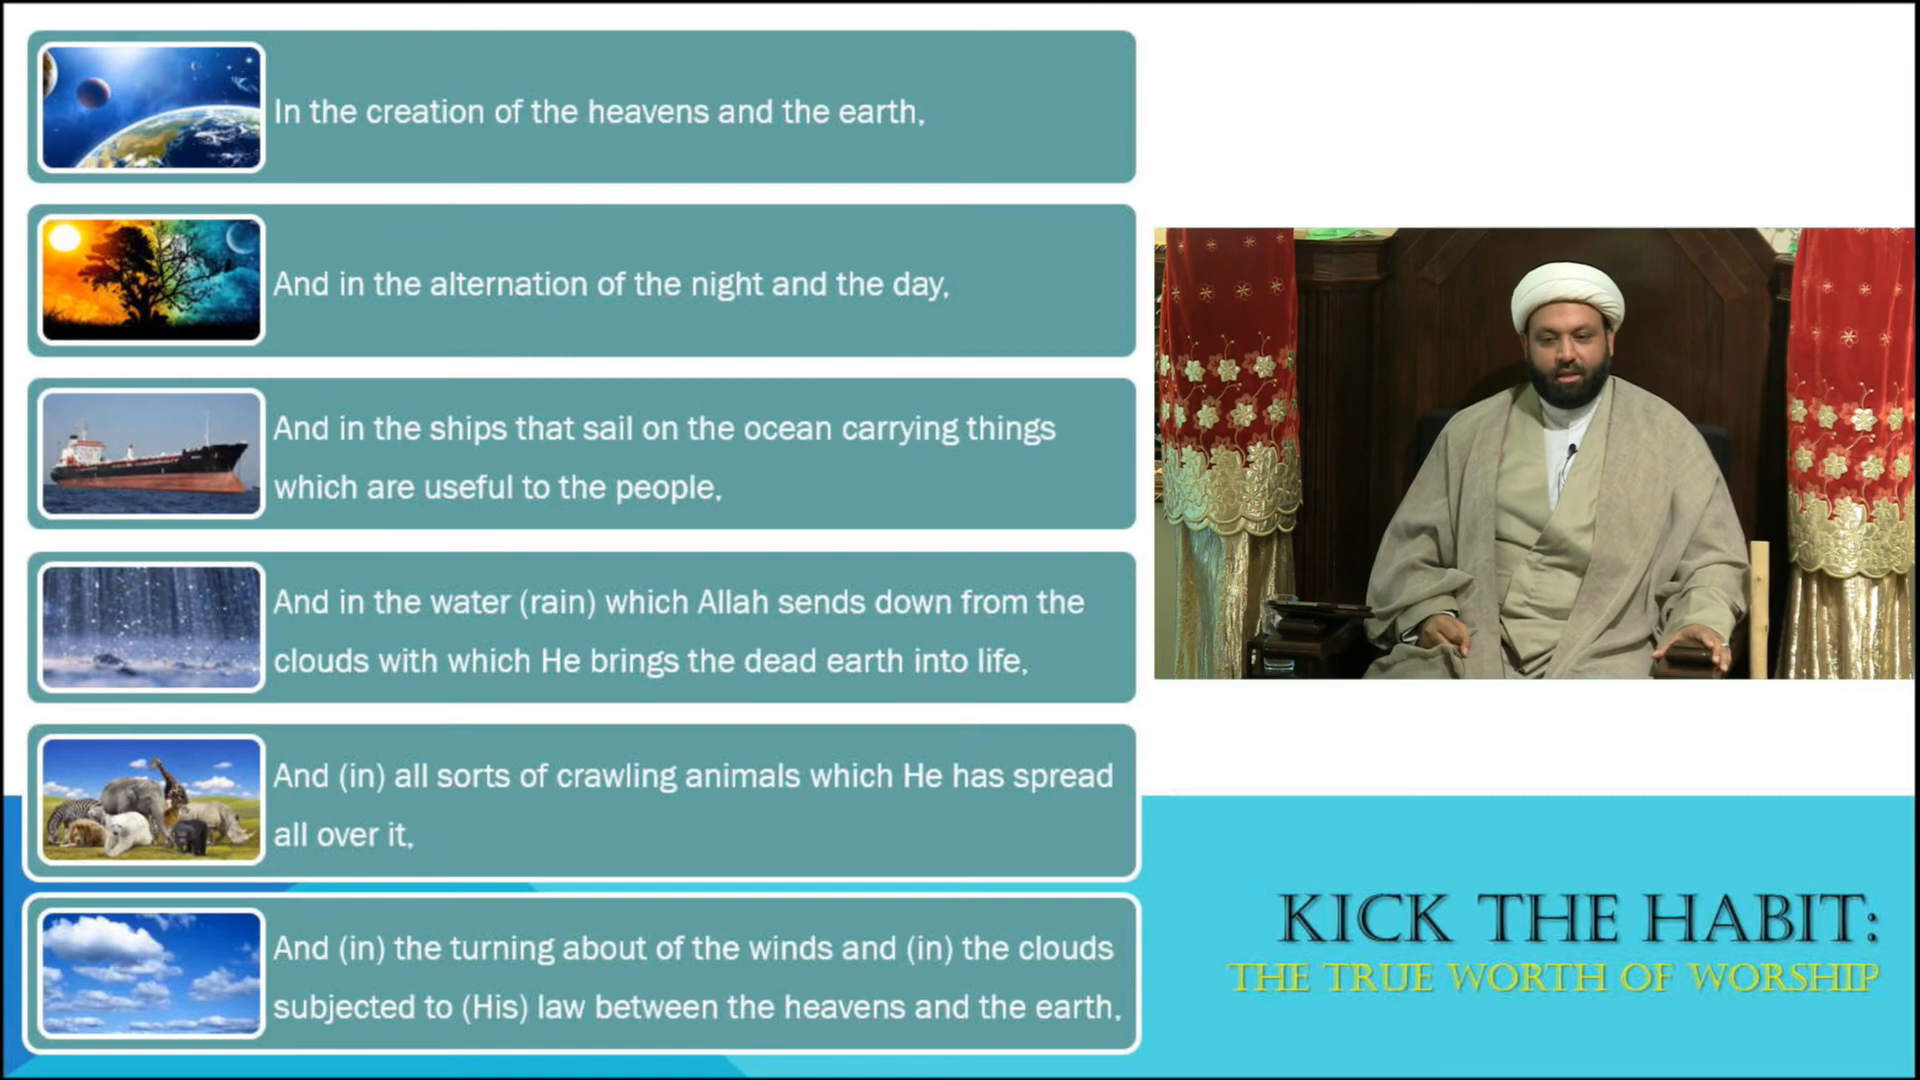 In the creation of the heavens and the earth,
And in the alternation of the night and the day,
And in the ships that sail on the ocean carrying things
which are useful to the people,
And in the water (rain) which Allah sends down from the
clouds with which He brings the dead earth into life,
And (in) all sorts of crawling animals which He has spread
all over it,
And (in) the turning about of the winds and (in) the clouds
subjected to (His) law between the heavens and the earth,
KICK THE HABIT:
THE TRUE WORTH OF WORSHIP